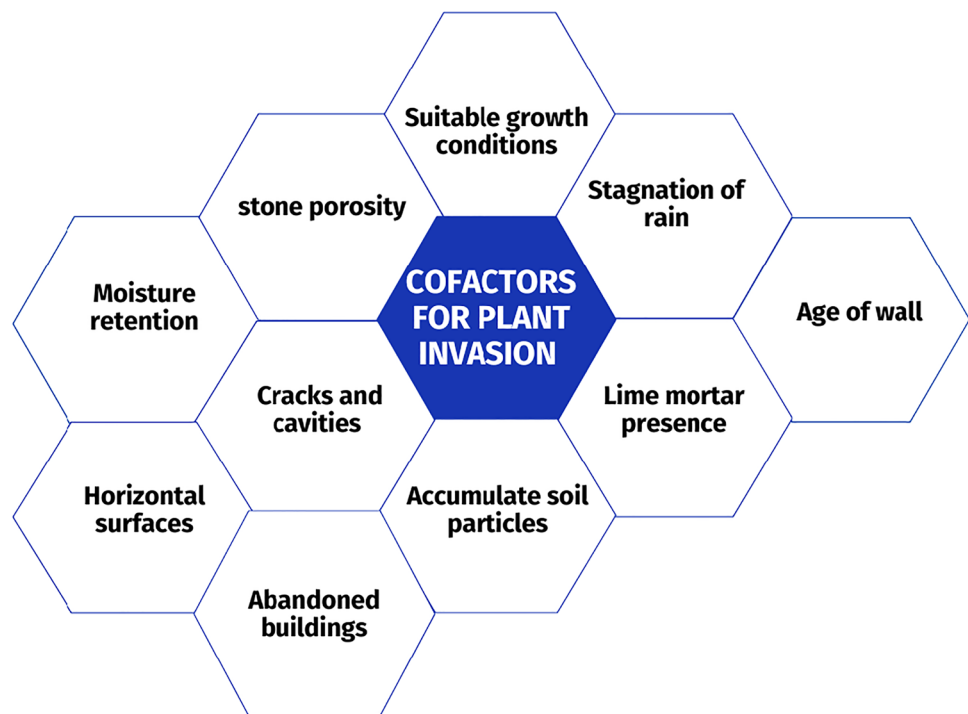 Suitable growth
conditions
stone porosity
Stagnation of
rain
Moisture
retention
COFACTORS
FOR PLANT
INVASION
Age of wall
Cracks and
cavities
Lime mortar
presence
Horizontal
surfaces
Accumulate soil
particles
Abandoned
buildings